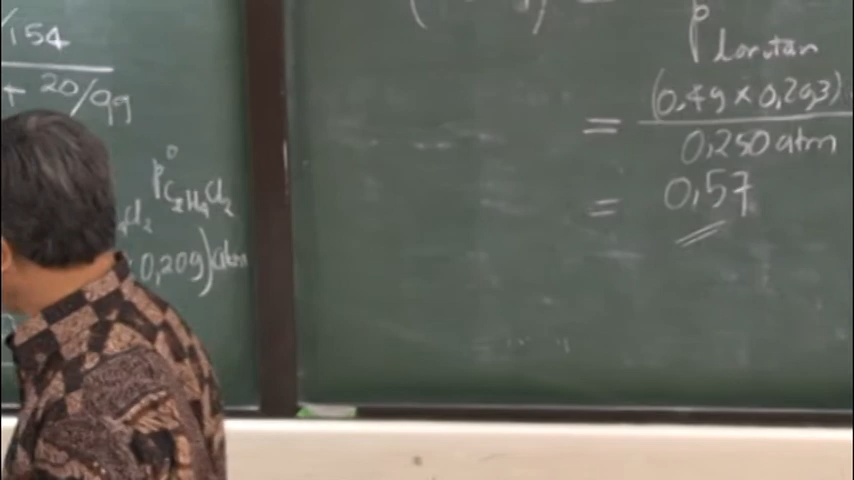 /154
+ 20/99
P°C₂H₄Cl₂
0,209) atm
P Larutan
= (0,49 x 0,293)
0,250 atm
= 0,57